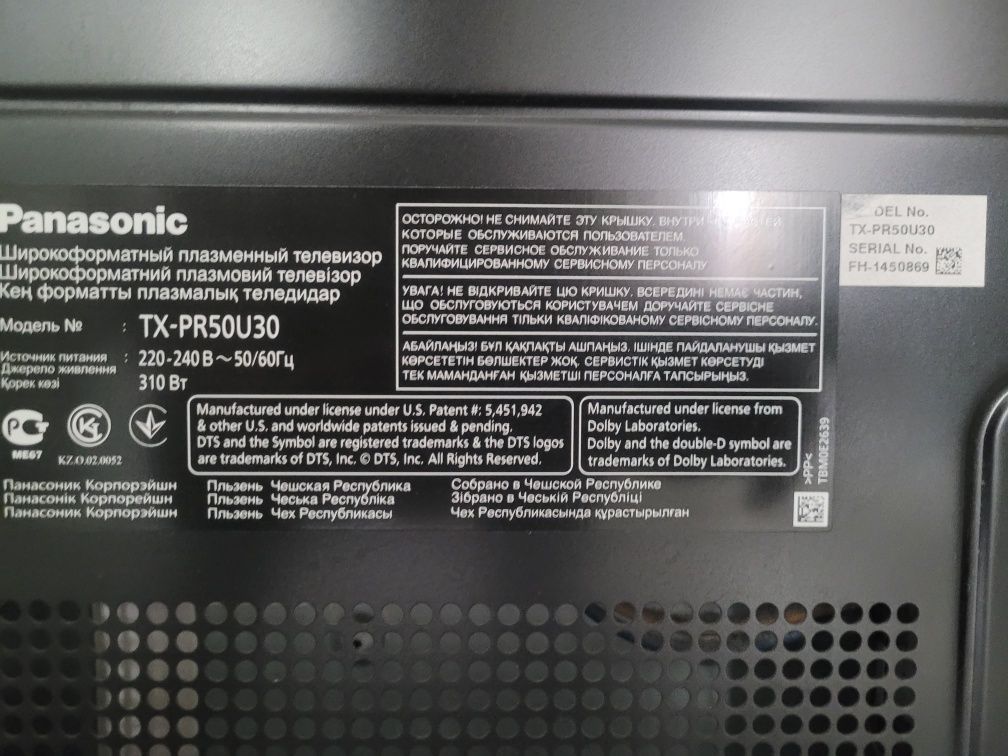 Panasonic
Широкоформатный плазменный телевизор
Широкоформатний плазмовий телевізор
Кең форматты плазмалық теледидар
Модель № : TX-PR50U30
Источник питания : 220-240 В ~ 50/60Гц
Джерело живлення
Қорек көзі 310 Вт
ОСТОРОЖНО! НЕ СНИМАЙТЕ ЭТУ КРЫШКУ. ВНУТРИ
КОТОРЫЕ ОБСЛУЖИВАЮТСЯ ПОЛЬЗОВАТЕЛЕМ.
ПОРУЧАЙТЕ СЕРВИСНОЕ ОБСЛУЖИВАНИЕ ТОЛЬКО
КВАЛИФИЦИРОВАННОМУ СЕРВИСНОМУ ПЕРСОНАЛУ
УВАГА! НЕ ВІДКРИВАЙТЕ ЦЮ КРИШКУ. ВСЕРЕДИНІ НЕМАЄ ЧАСТИН,
ЩО ОБСЛУГОВУЮТЬСЯ КОРИСТУВАЧЕМ ДОРУЧАЙТЕ СЕРВІСНЕ
ОБСЛУГОВУВАННЯ ТІЛЬКИ КВАЛІФІКОВАНОМУ СЕРВІСНОМУ ПЕРСОНАЛУ.
АБАЙЛАҢЫЗ! БҰЛ ҚАҚПАҚТЫ АШПАҢЫЗ. ІШІНДЕ ПАЙДАЛАНУШЫ ҚЫЗМЕТ
КӨРСЕТЕТІН БӨЛШЕКТЕР ЖОҚ. СЕРВИСТІК ҚЫЗМЕТ КӨРСЕТУДІ
ТЕК МАМАНДАНҒАН ҚЫЗМЕТШІ ПЕРСОНАЛҒА ТАПСЫРЫҢЫЗ.
DEL No.
TX-PR50U30
SERIAL No.
FH-1450869
ME67
KZ.O.02.0052
Manufactured under license under U.S. Patent #: 5,451,942
& other U.S. and worldwide patents issued & pending.
DTS and the Symbol are registered trademarks & the DTS logos
are trademarks of DTS, Inc. © DTS, Inc. All Rights Reserved.
Manufactured under license from
Dolby Laboratories.
Dolby and the double-D symbol are
trademarks of Dolby Laboratories.
>PP<
TBM0E2639
Панасоник Корпорэйшн Пльзень Чешская Республика Собрано в Чешской Республике
Панасонік Корпорейшн Пльзень Чеська Республіка Зібрано в Чеській Республіці
Панасоник Корпорэйшн Пльзень Чех Республикасы Чех Республикасында құрастырылған